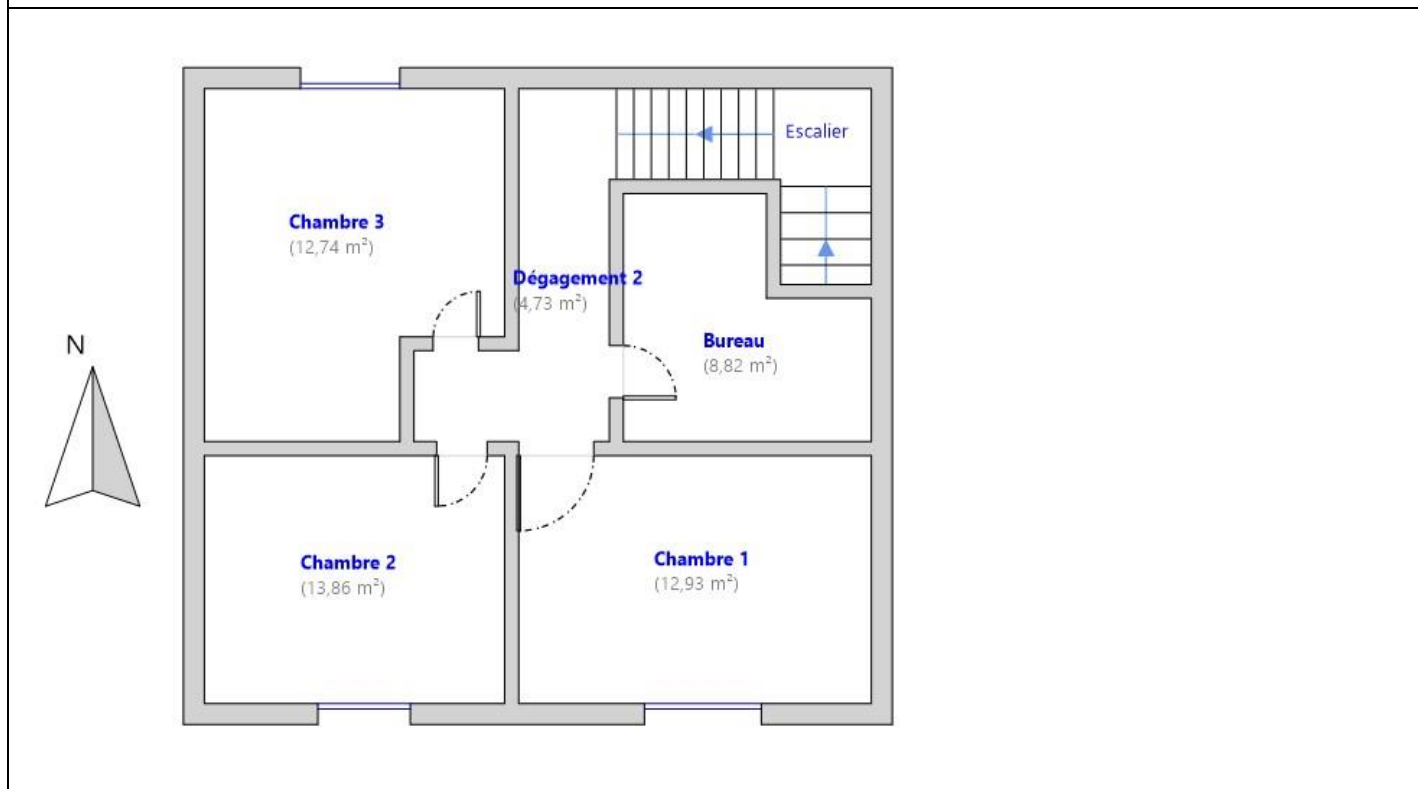 Escalier
Chambre 3
(12,74 m²)
Dégagement 2
(4,73 m²)
N
Bureau
(8,82 m²)
Chambre 2
(13,86 m²)
Chambre 1
(12,93 m²)